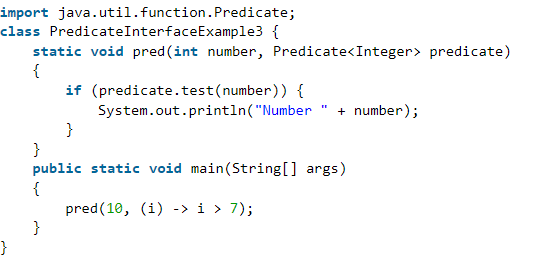 import java.util.function.Predicate;
class PredicateInterfaceExample3 {
    static void pred(int number, Predicate<Integer> predicate)
    {
        if (predicate.test(number)) {
            System.out.println("Number " + number);
        }
    }
    public static void main(String[] args)
    {
        pred(10, (i) -> i > 7);
    }
}